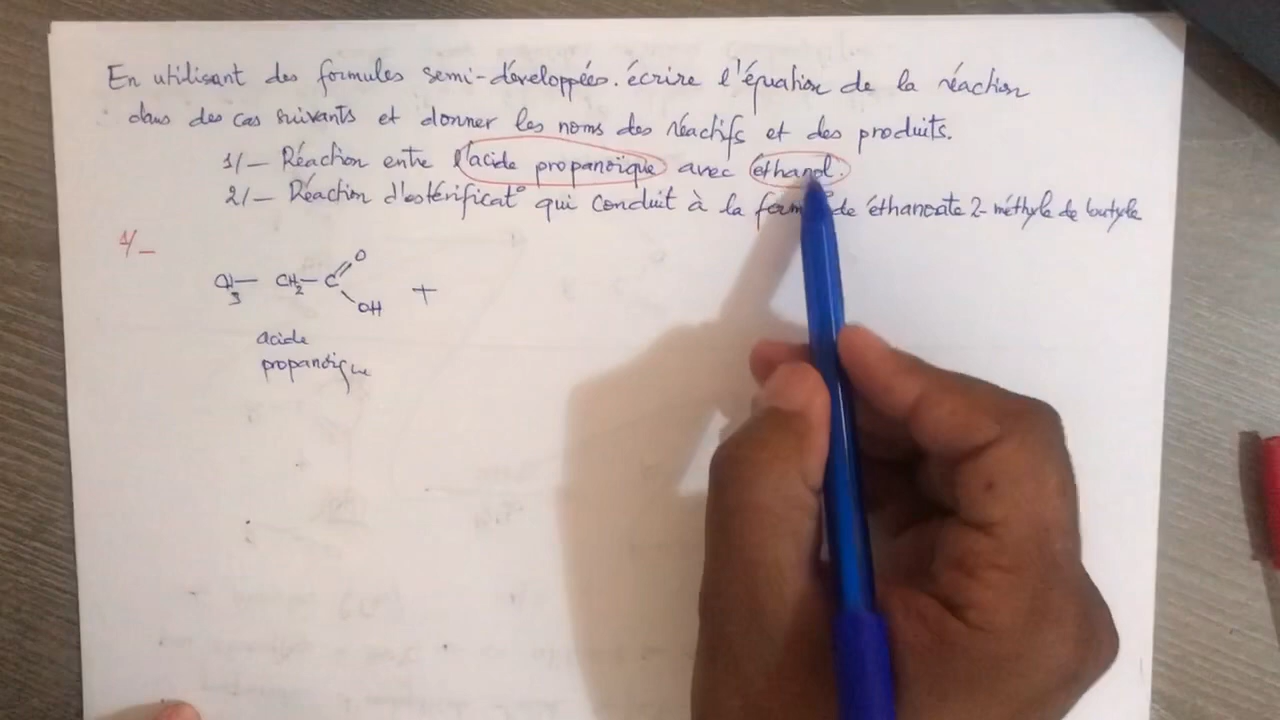 En utilisant des formules semi-développées. écrire l'équation de la réaction
dans des cas suivants et donner les noms des réactifs et des produits.
1/— Réaction entre l'acide propanoïque avec éthanol.
2/— Réaction d'estérificat° qui conduit à la form° de éthanoate 2-méthyle de butyle
1/—
CH3— CH2— C O OH +
acide
propanoïque